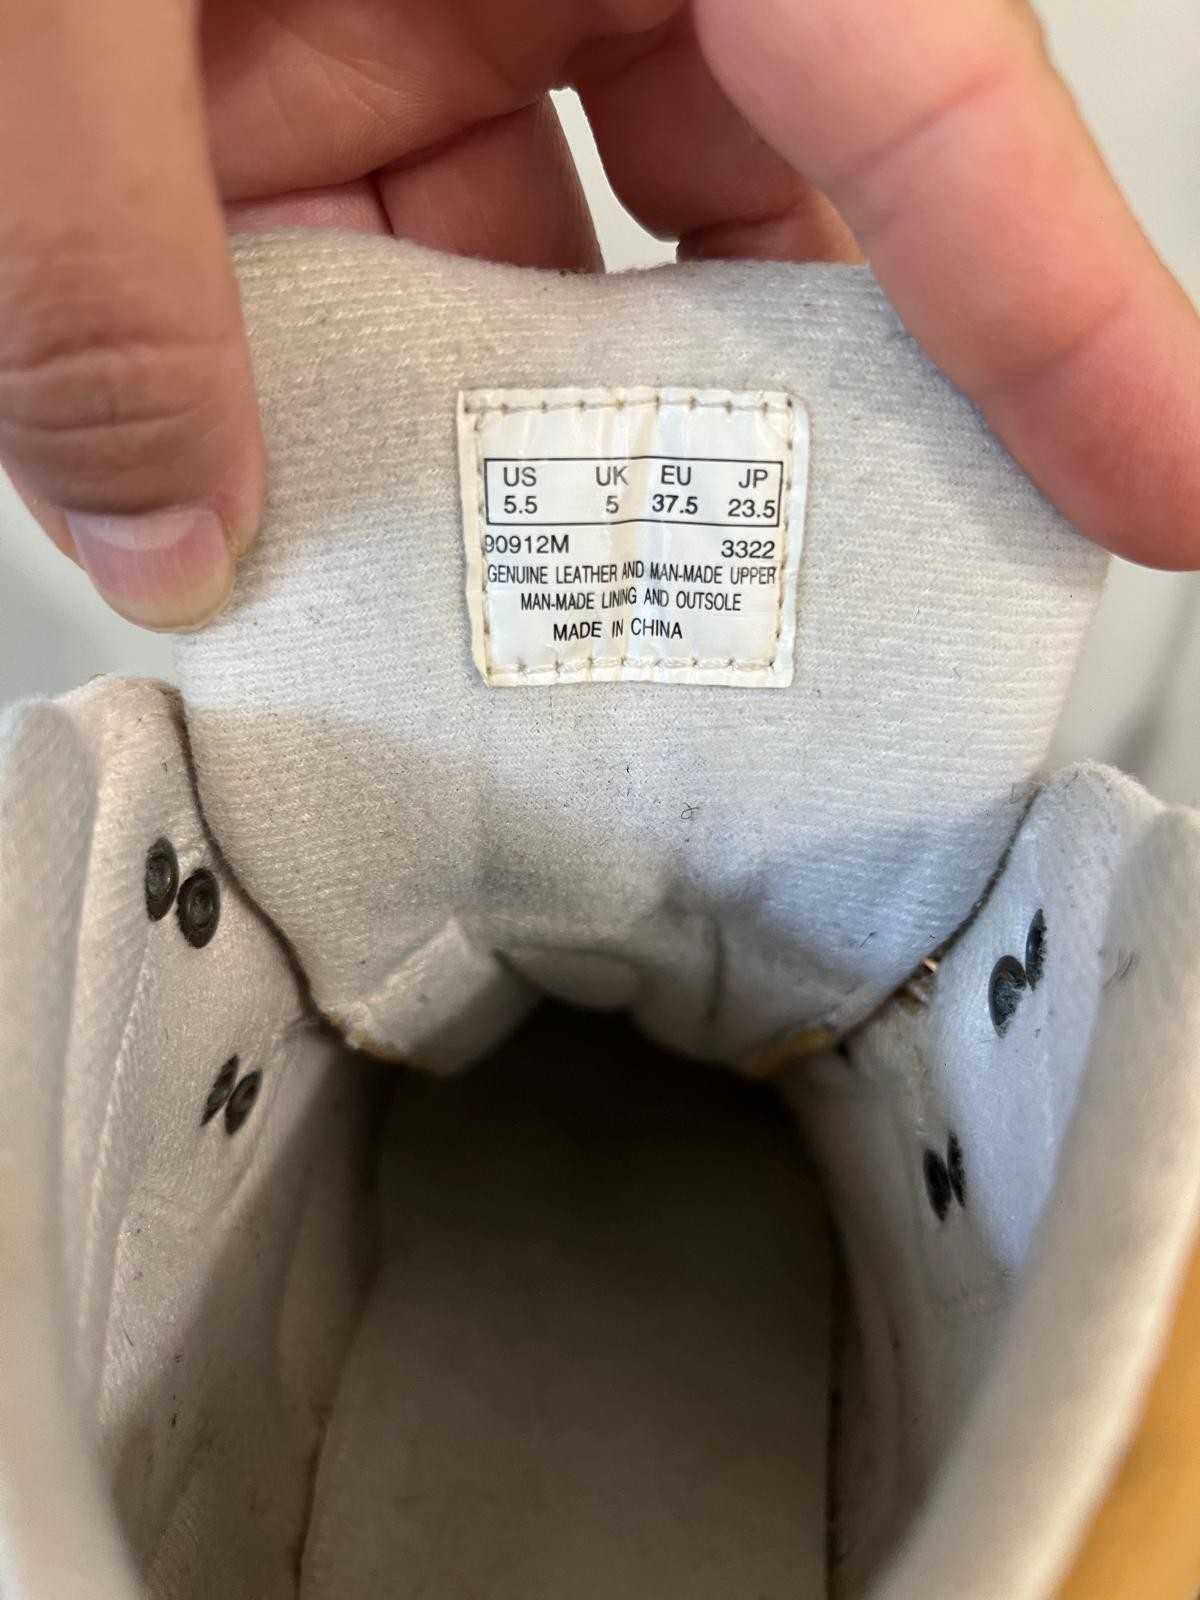 US UK EU JP
5.5 5 37.5 23.5
90912M 3322
GENUINE LEATHER AND MAN-MADE UPPER
MAN-MADE LINING AND OUTSOLE
MADE IN CHINA